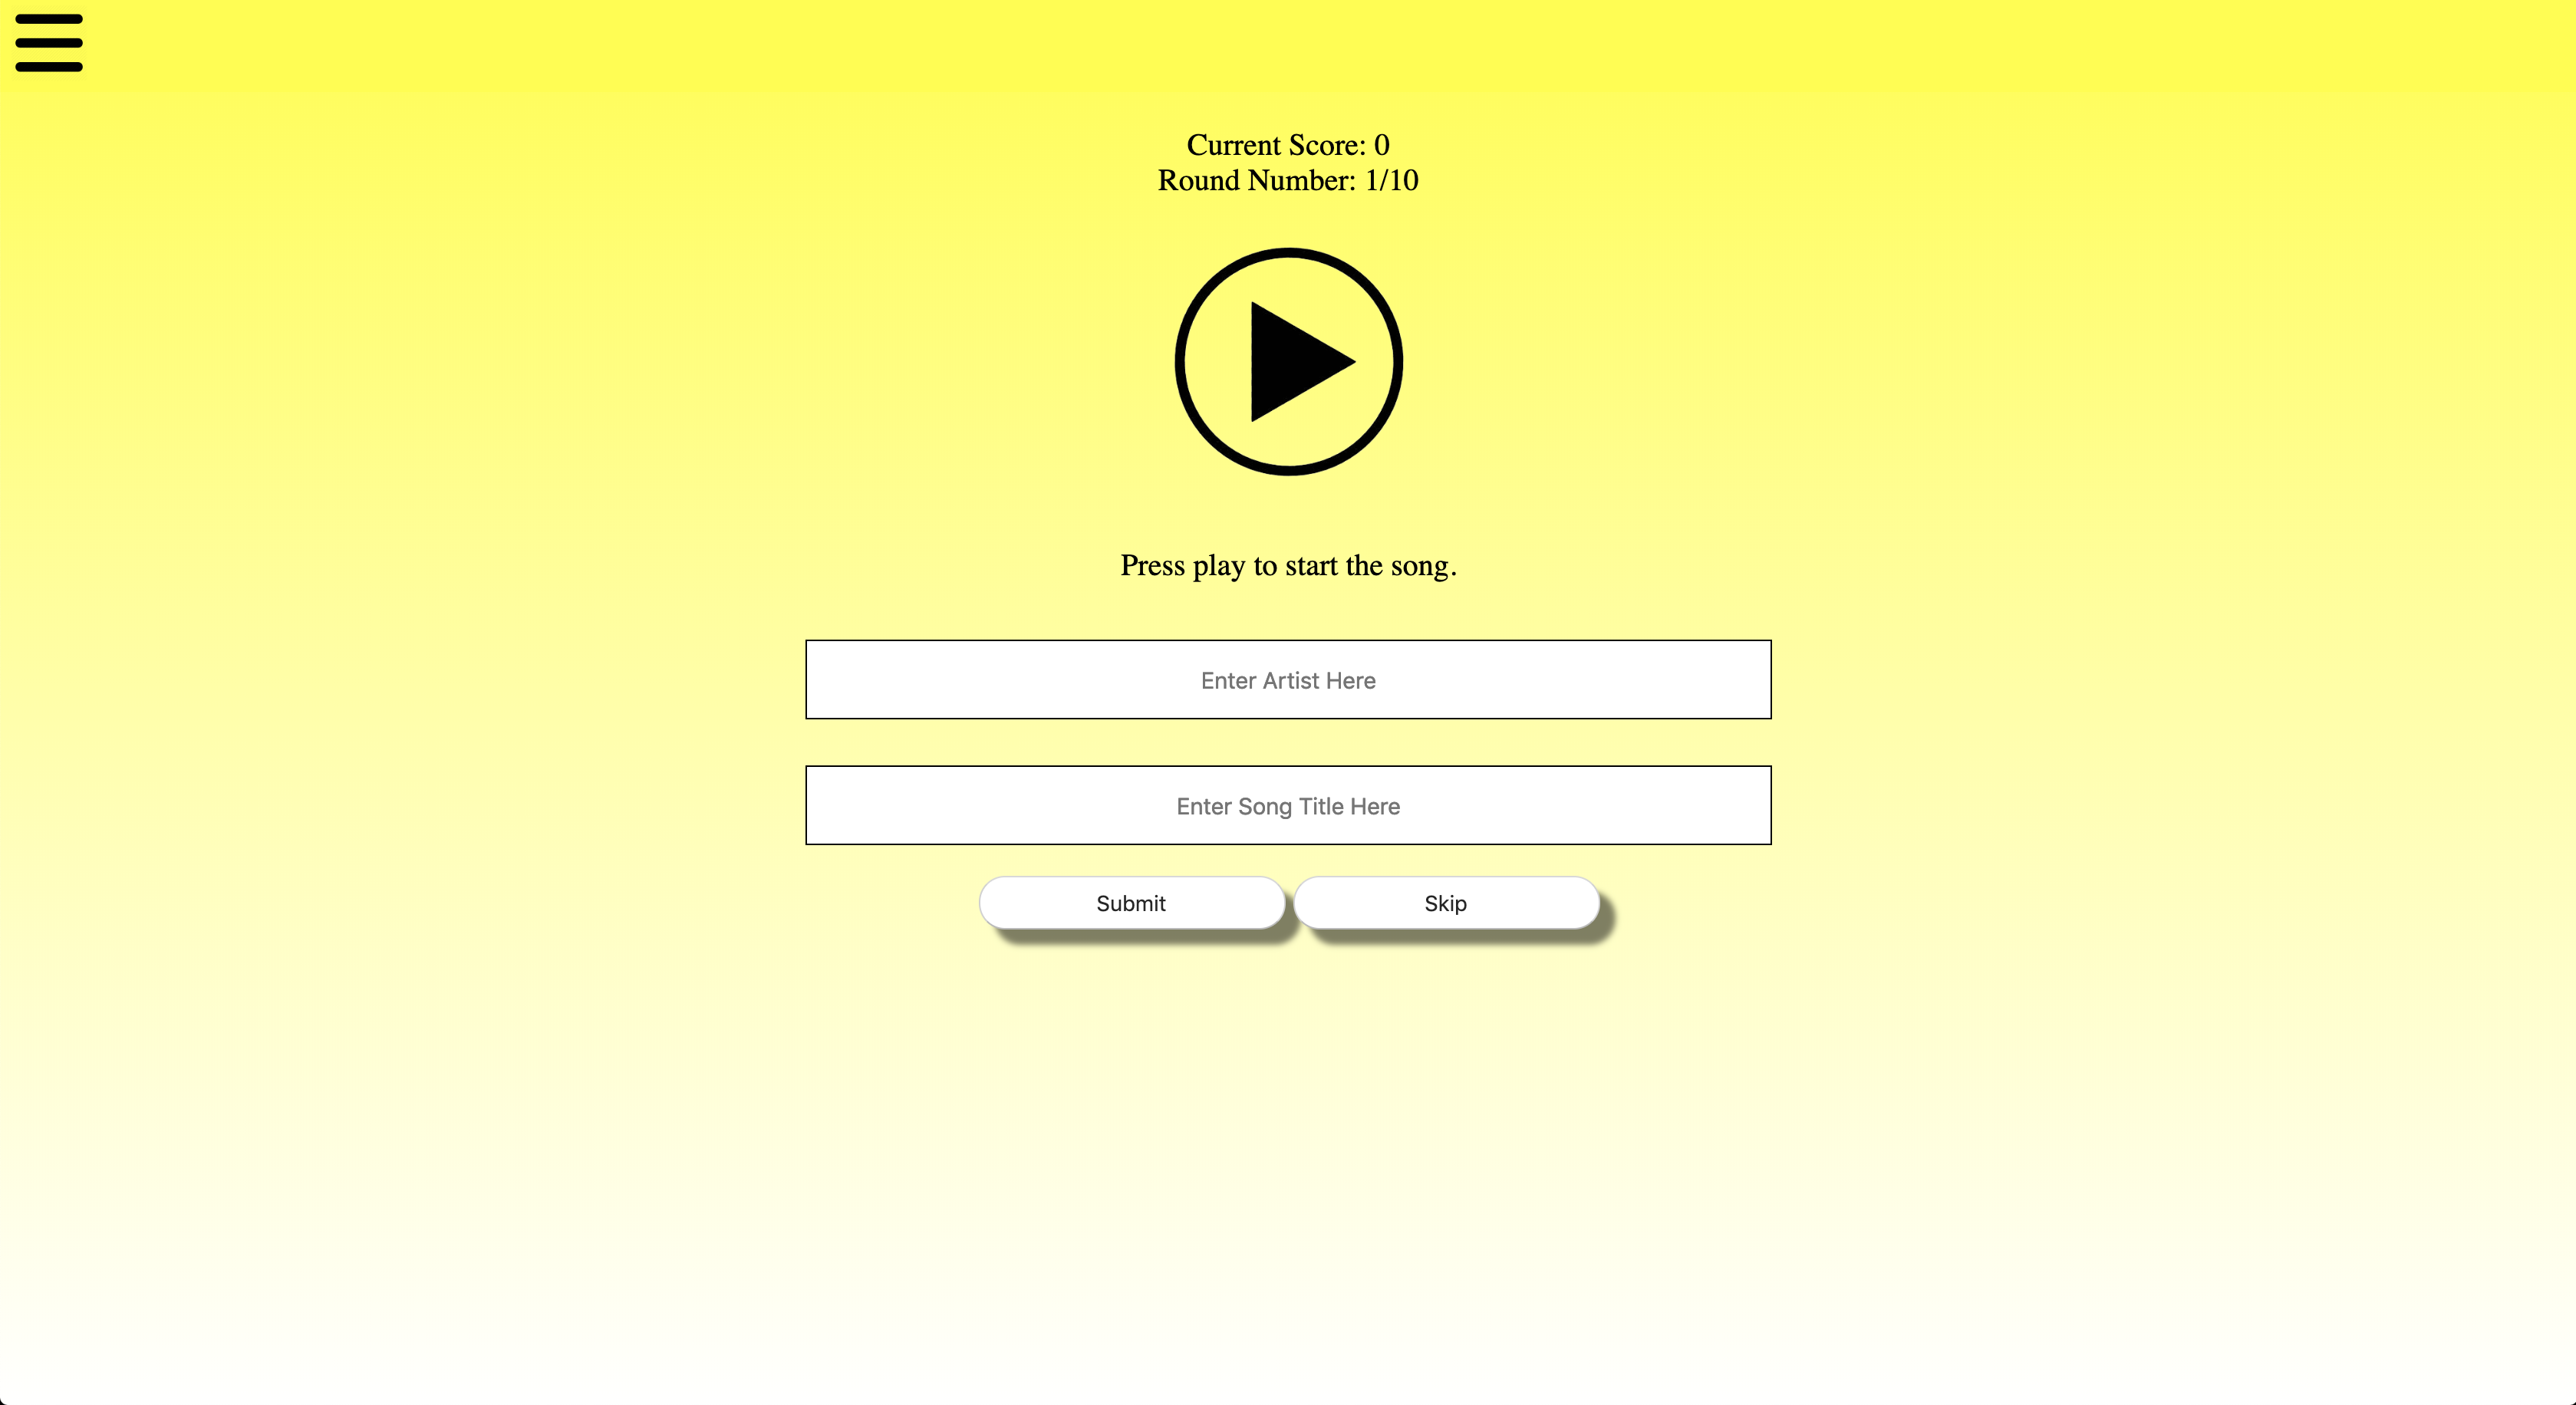 Current Score: 0
Round Number: 1/10
Press play to start the song.
Enter Artist Here
Enter Song Title Here
Submit
Skip